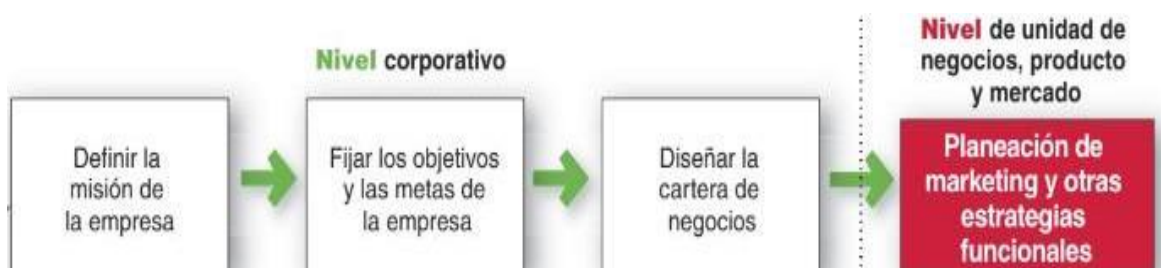 Nivel corporativo
Nivel de unidad de
negocios, producto
y mercado
Definir la
misión de
la empresa
Fijar los objetivos
y las metas de
la empresa
Diseñar la
cartera de
negocios
Planeación de
marketing y otras
estrategias
funcionales